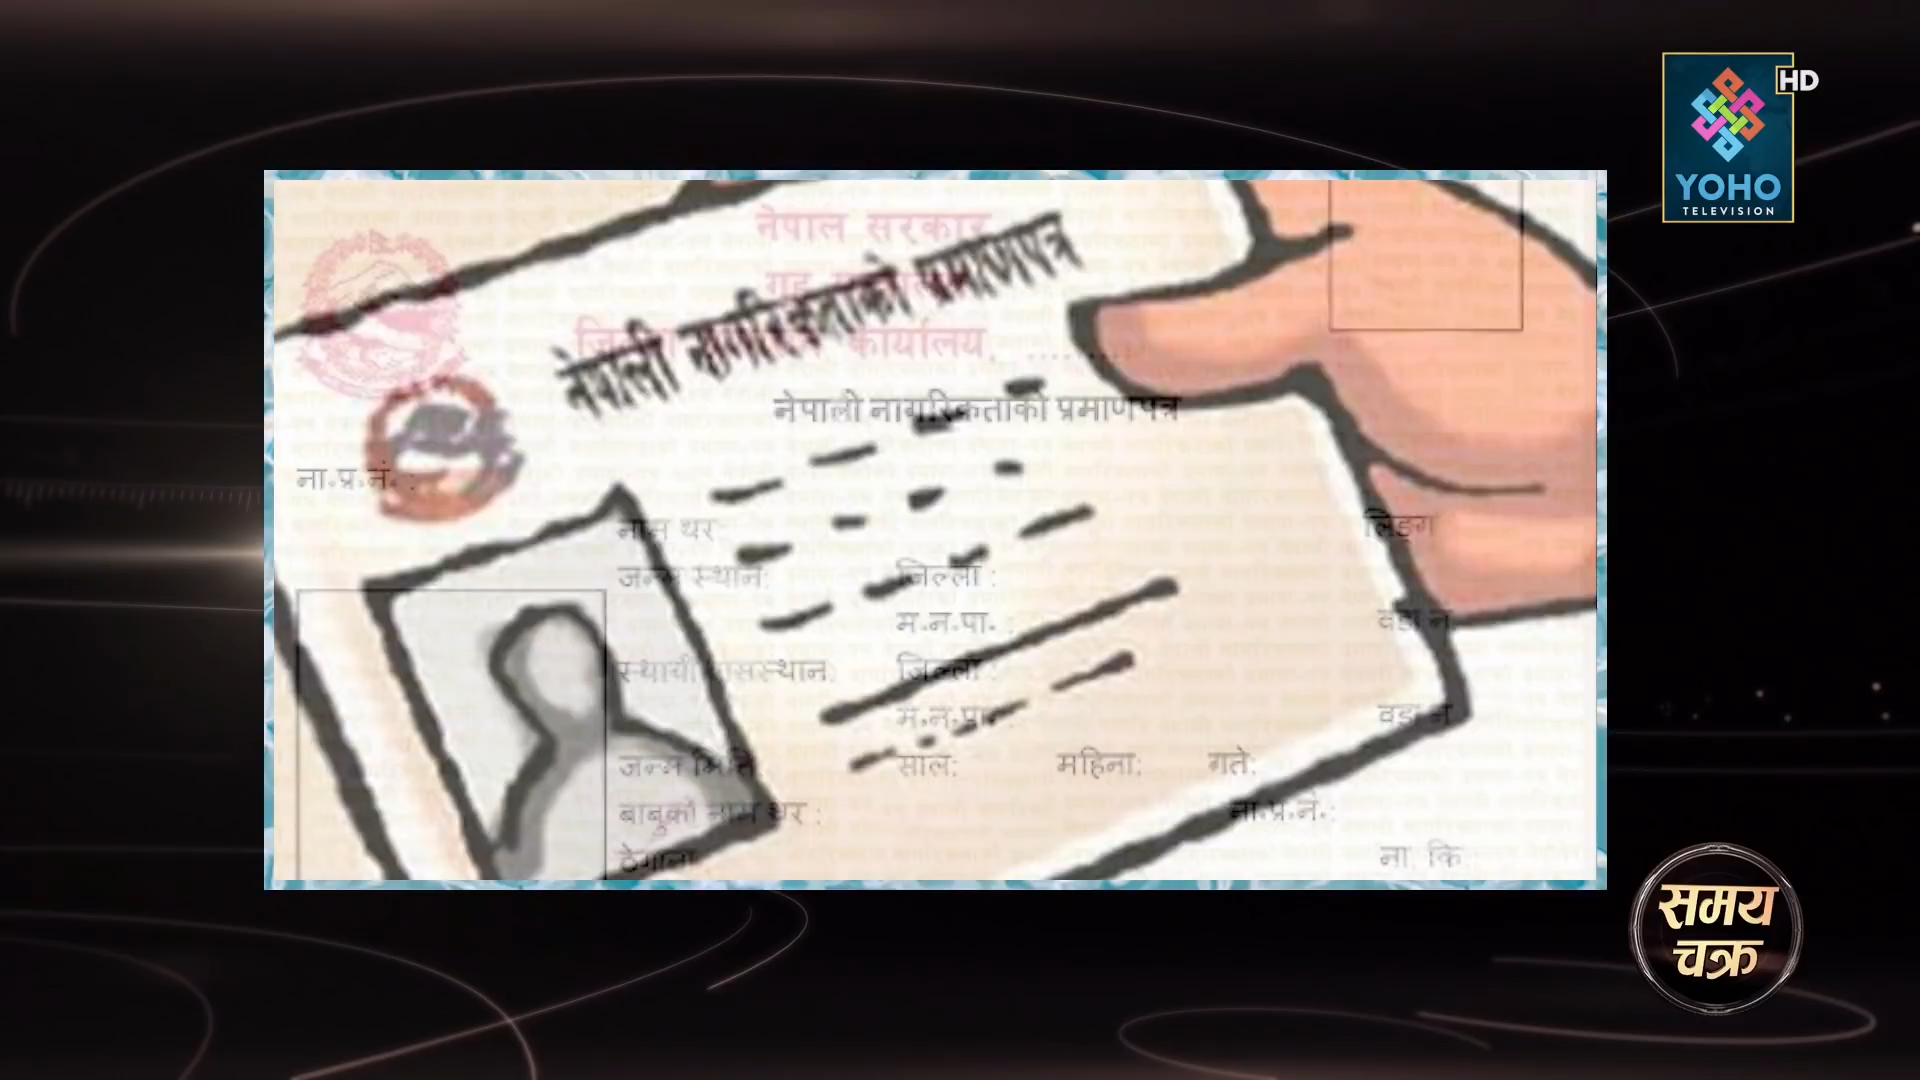 HD
YOHO
TELEVISION
नेपाल सरकार
नेपाली नागरिकताको प्रमाणपत्र
कार्यालय, ..........
नेपाली नागरिकताको प्रमाणपत्र
ना.प्र.नं. :
नाम थर: लिङ्ग
जन्म स्थान: जिल्ला :
म.न.पा. : वडा नं
जिल्ला :
म.न.पा. : वडा नं
जन्म मिति साल: महिना: गते:
बाबुको नाम थर : ना.प्र.नं.:
ठेगाना: ना. कि.:
समय
चक्र